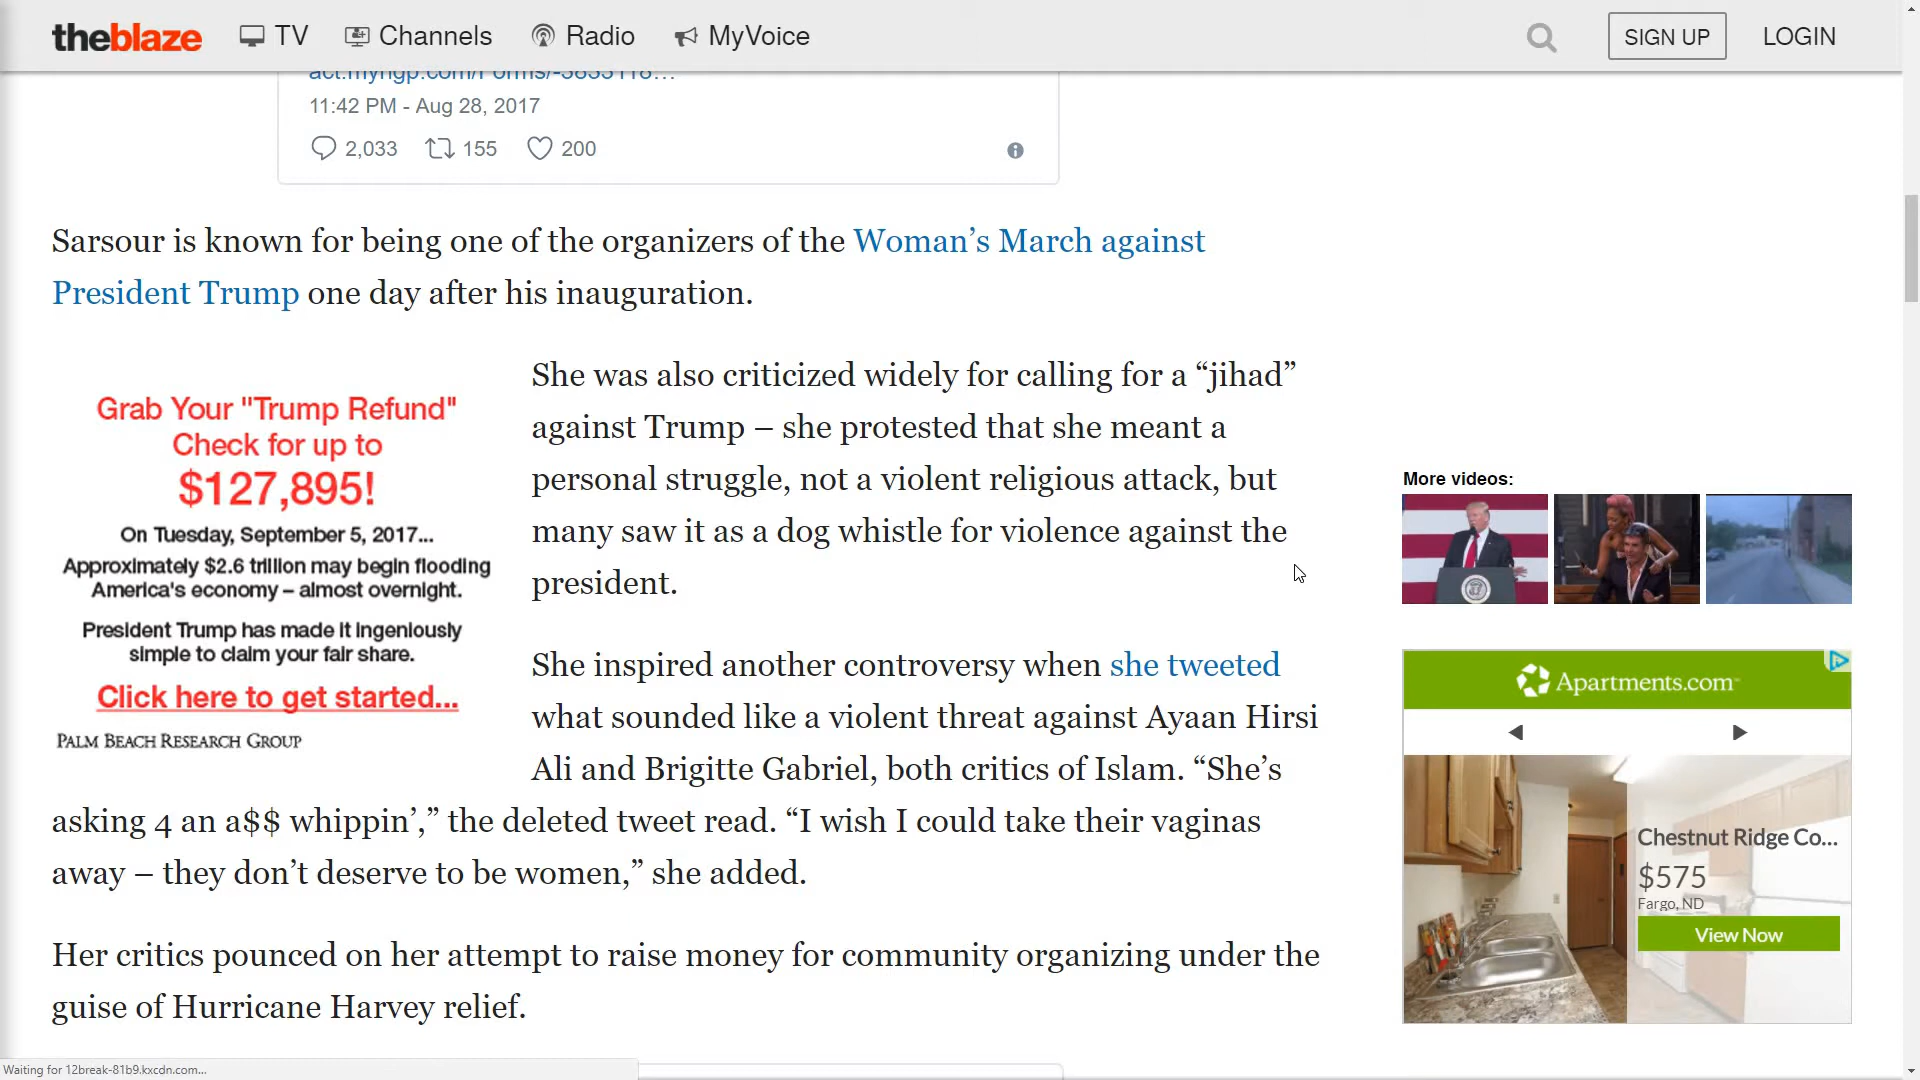 theblaze TV Channels Radio MyVoice SIGN UP LOGIN
11:42 PM - Aug 28, 2017
2,033 155 200
Sarsour is known for being one of the organizers of the Woman’s March against
President Trump one day after his inauguration.
Grab Your "Trump Refund"
Check for up to
$127,895!
On Tuesday, September 5, 2017...
Approximately $2.6 trillion may begin flooding
America's economy – almost overnight.
President Trump has made it ingeniously
simple to claim your fair share.
Click here to get started...
PALM BEACH RESEARCH GROUP
She was also criticized widely for calling for a “jihad”
against Trump – she protested that she meant a
personal struggle, not a violent religious attack, but
many saw it as a dog whistle for violence against the
president.
She inspired another controversy when she tweeted
what sounded like a violent threat against Ayaan Hirsi
Ali and Brigitte Gabriel, both critics of Islam. “She’s
asking 4 an a$$ whippin’,” the deleted tweet read. “I wish I could take their vaginas
away – they don’t deserve to be women,” she added.
Her critics pounced on her attempt to raise money for community organizing under the
guise of Hurricane Harvey relief.
More videos:
Apartments.com
Chestnut Ridge Co...
$575
Fargo, ND
View Now
Waiting for 12break-81b9.kxcdn.com...